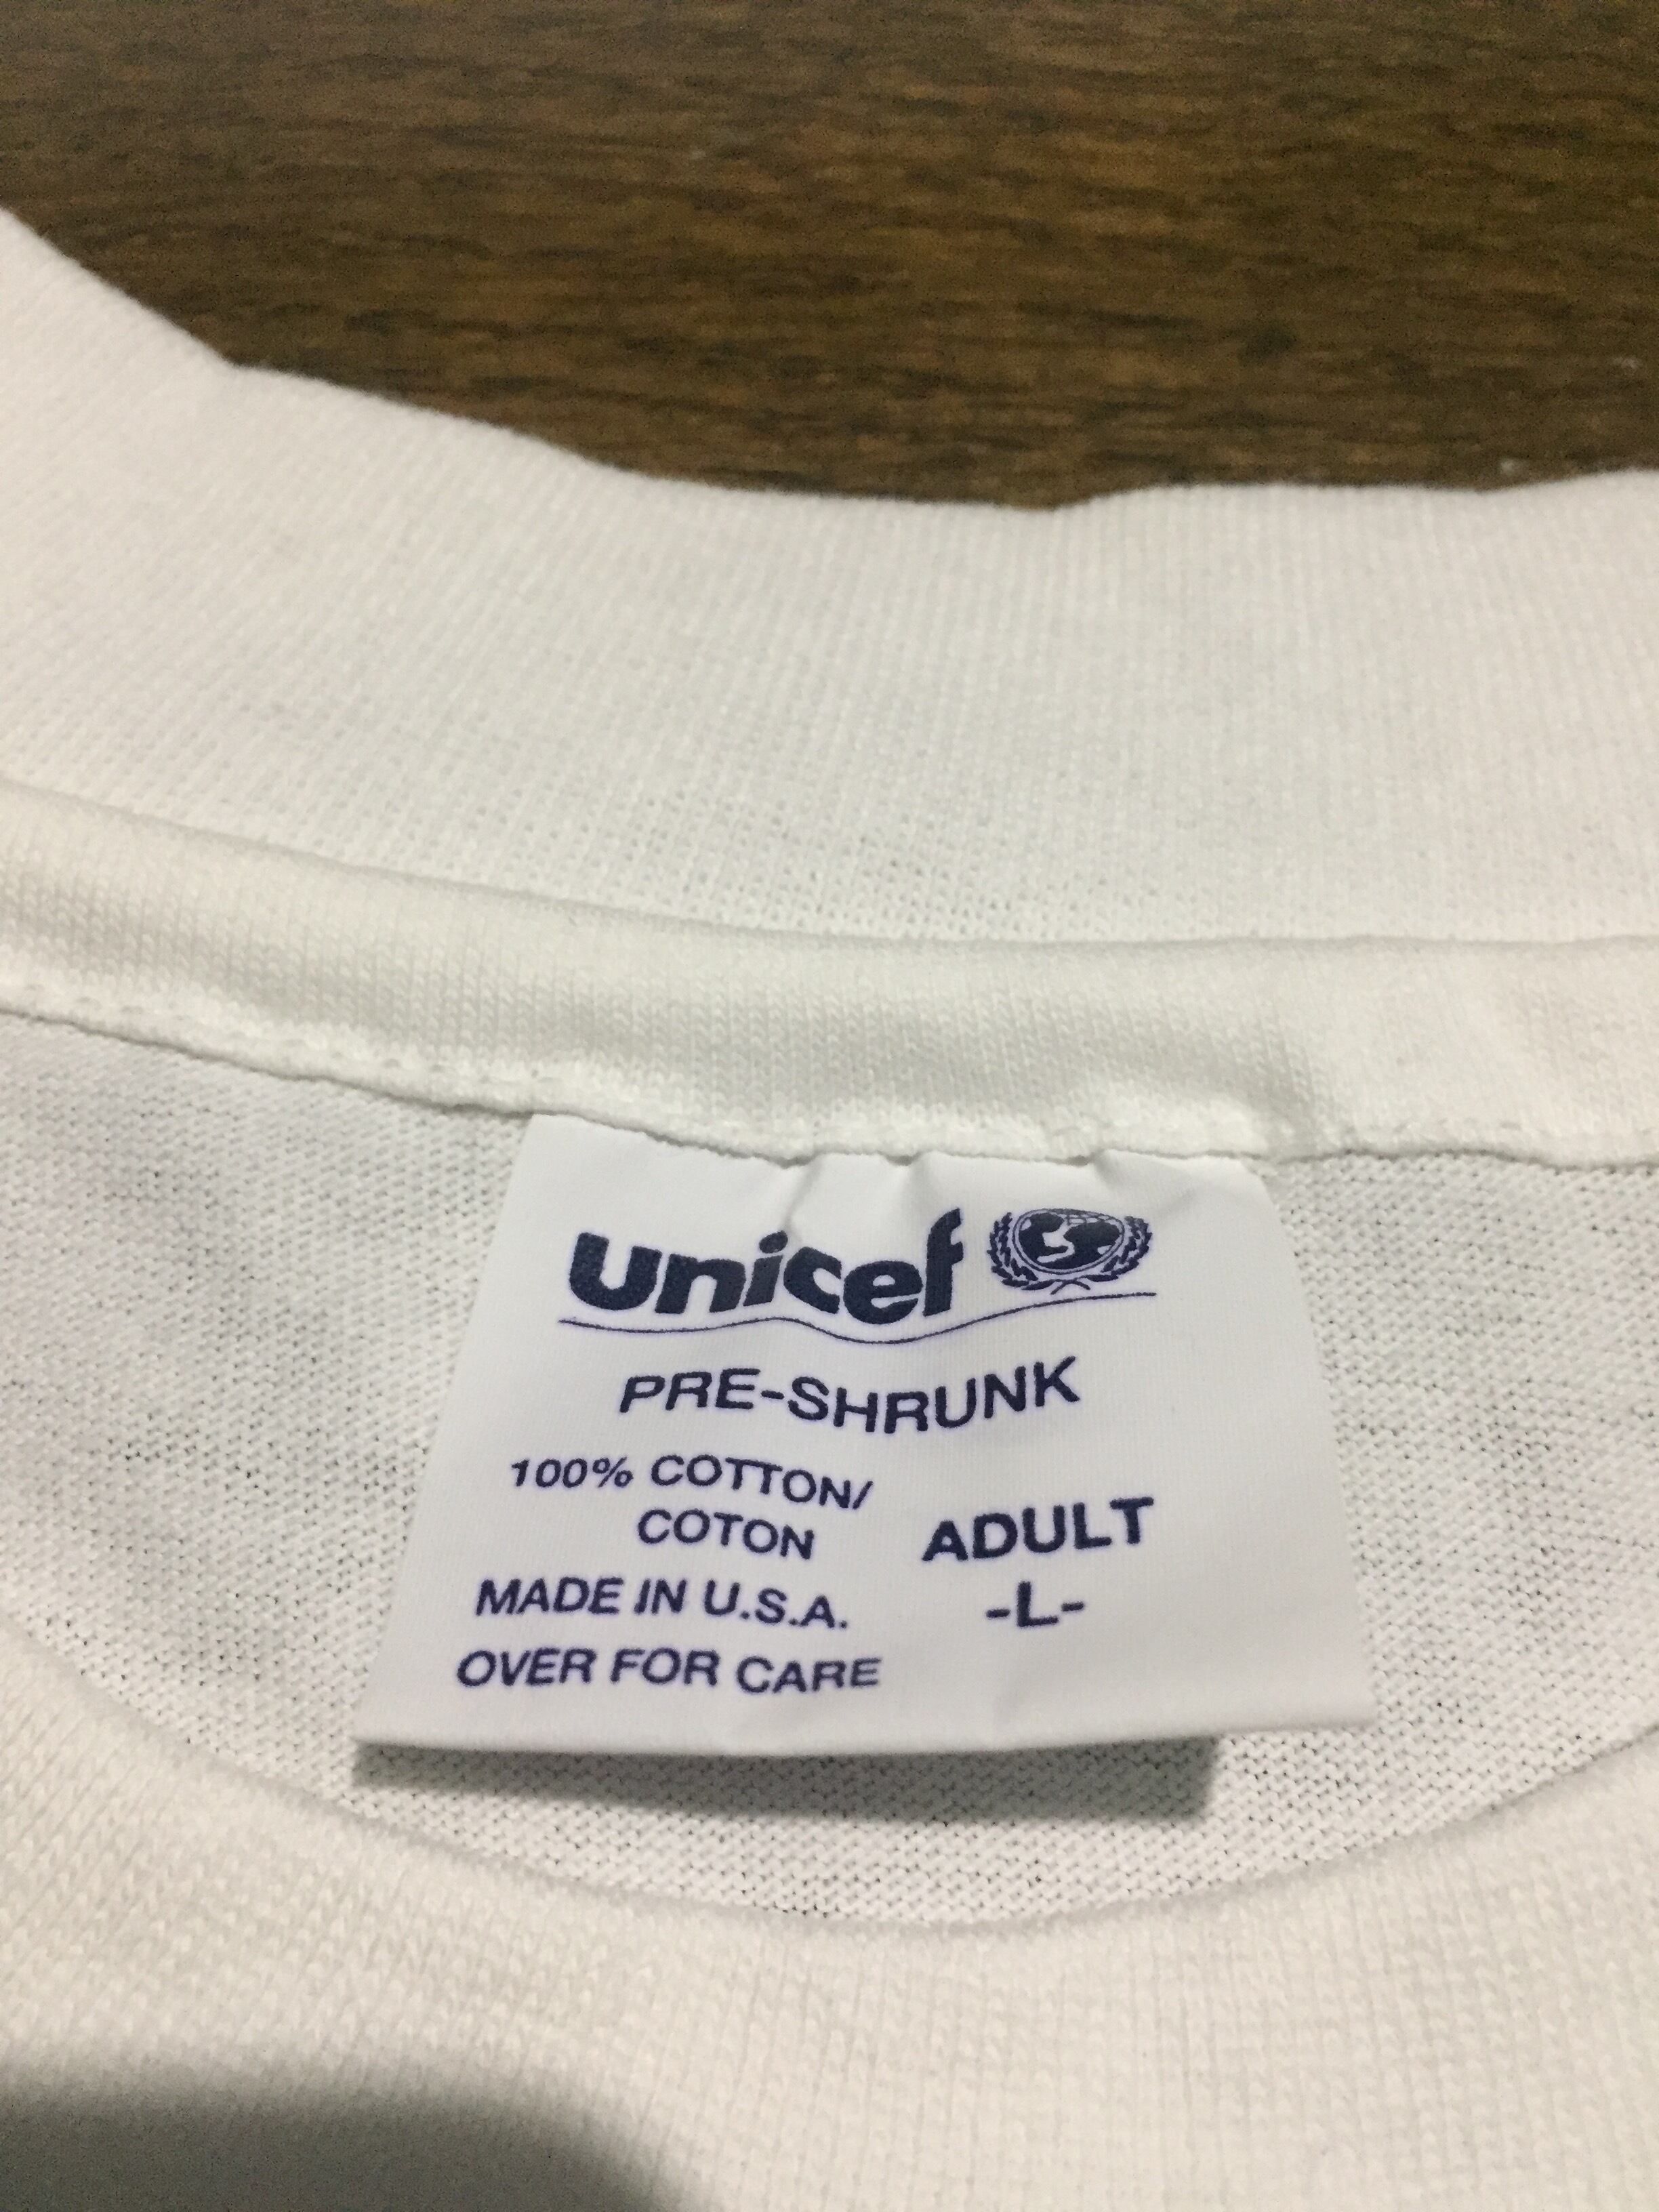 unicef
PRE-SHRUNK
100% COTTON/
COTON
MADE IN U.S.A.
OVER FOR CARE
ADULT
-L-